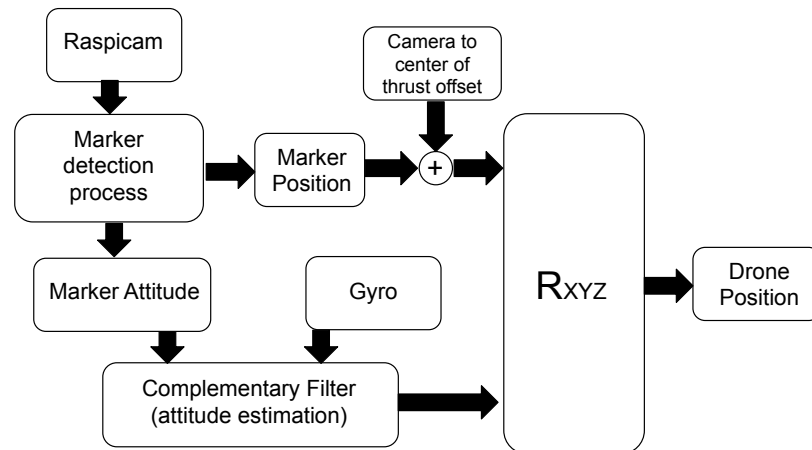 Raspicam
Camera to
center of
thrust offset
Marker
detection
process
Marker
Position
+
Marker Attitude
Gyro
RXYZ
Drone
Position
Complementary Filter
(attitude estimation)